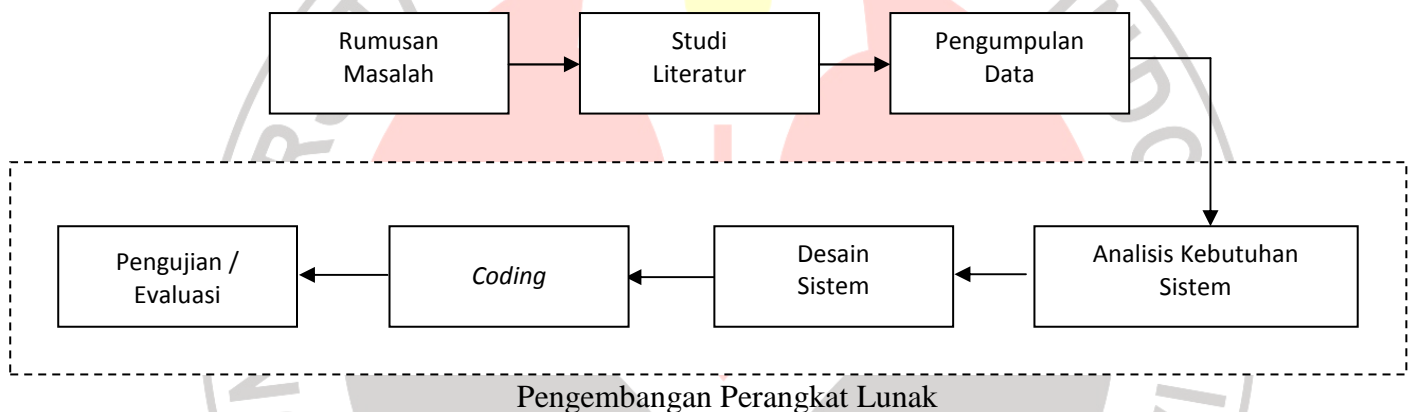 Rumusan
Masalah
Studi
Literatur
Pengumpulan
Data
Analisis Kebutuhan
Sistem
Desain
Sistem
Coding
Pengujian /
Evaluasi
Pengembangan Perangkat Lunak